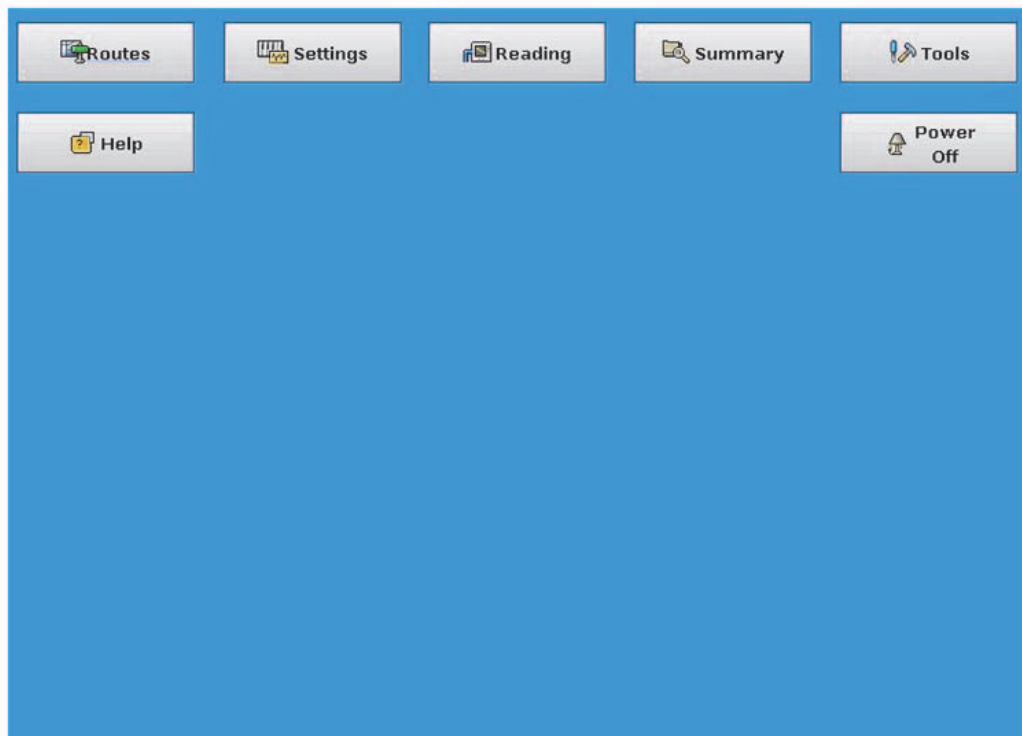 Routes
Settings
Reading
Summary
Tools
Help
Power
Off